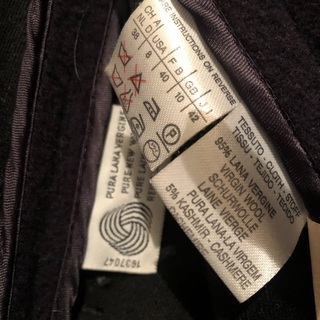 PURA LANA VERGINE
PURE NEW WOOL
1637047
CARE INSTRUCTIONS ON REVERSE
CH A NL D USA F B GB I
38 8 40 10 42
TESSUTO - CLOTH - STOFF
TISSU - TEJIDO - TECIDO
95% LANA VERGINE
VIRGIN WOOL
SCHURWOLLE
LAINE VIERGE
PURA LANA-LA VIRGEM
5% KASHMIR - CASHMERE